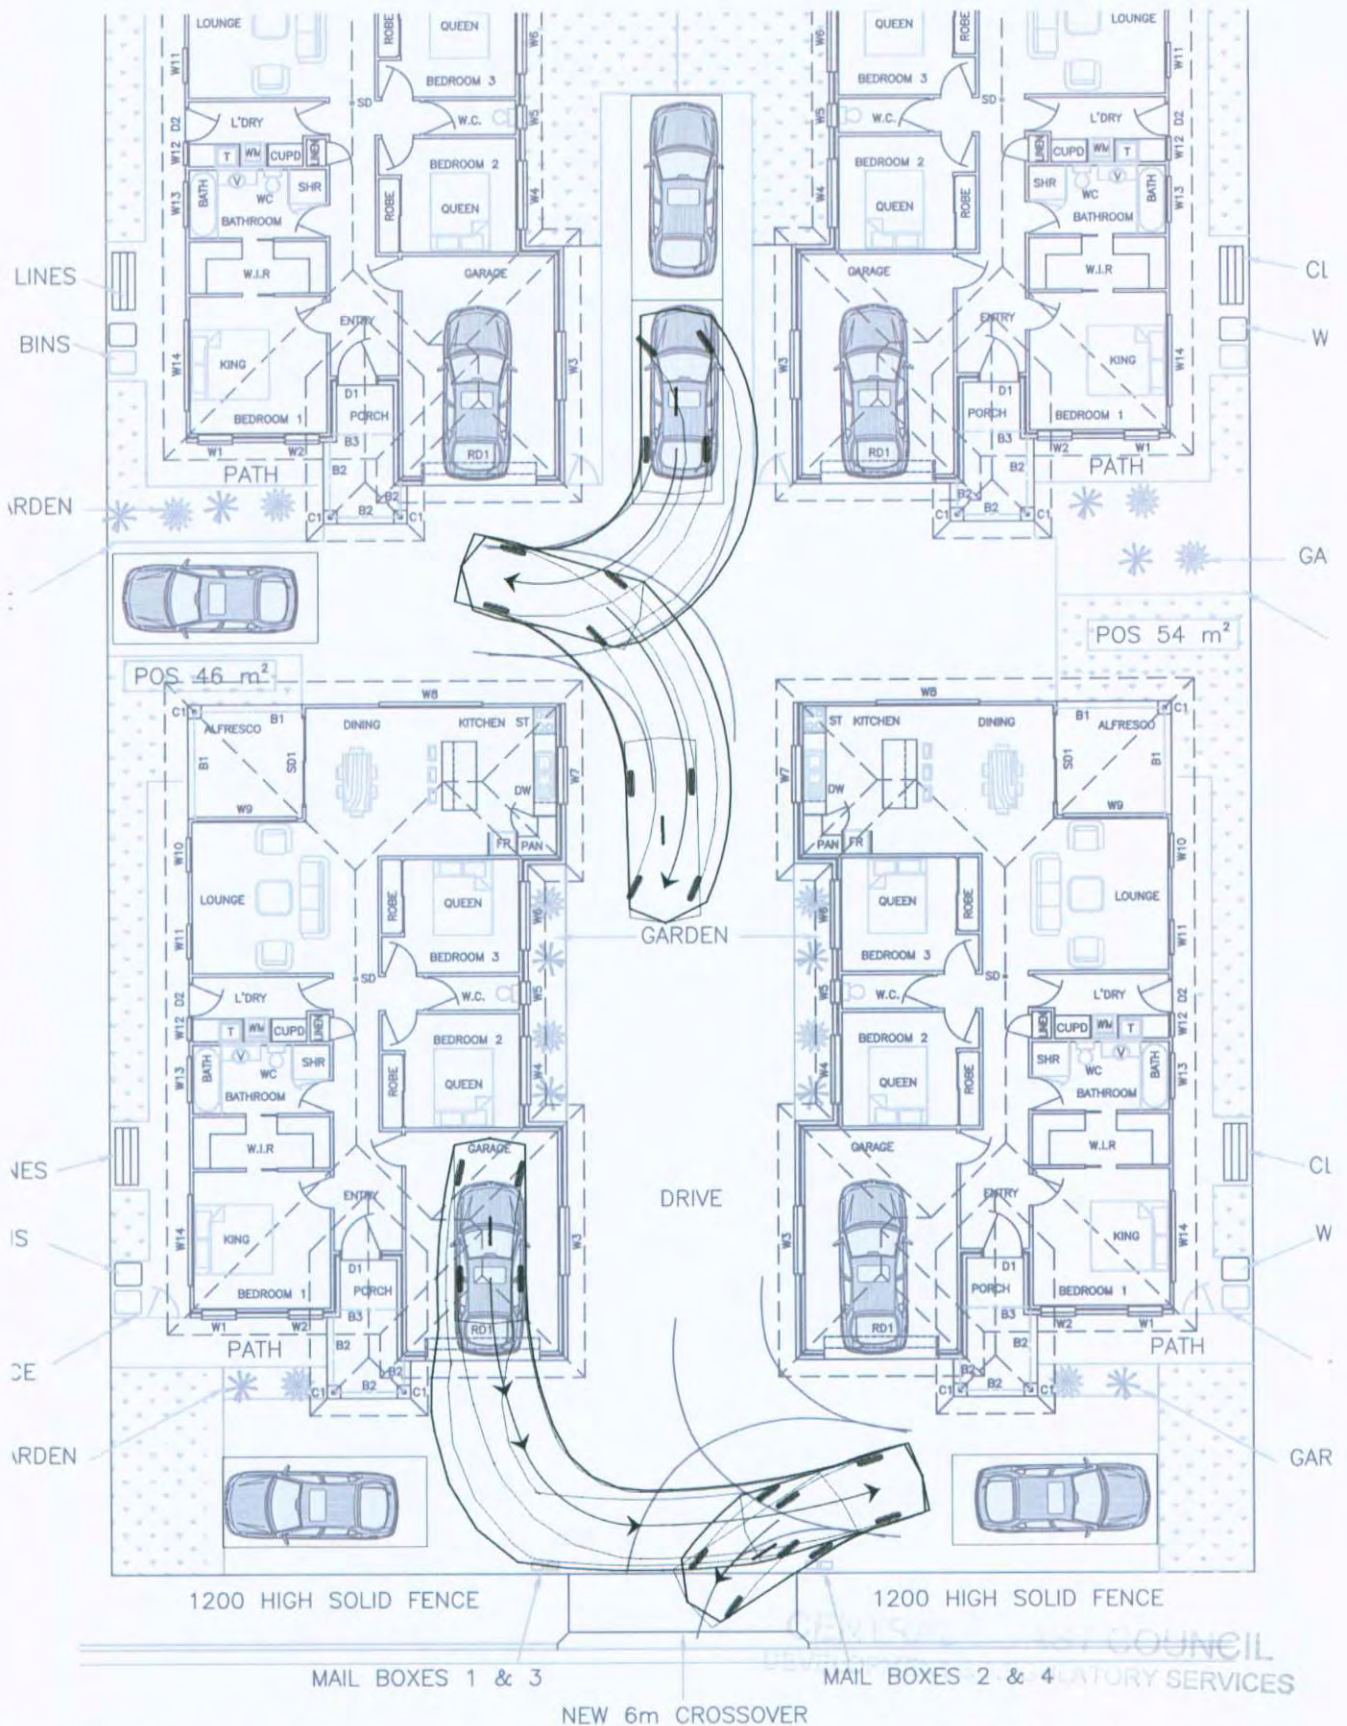 LOUNGE
ROBE
QUEEN
W6
W6
QUEEN
ROBE
LOUNGE
W11
BEDROOM 3
BEDROOM 3
W11
SD
SD
D2
L'DRY
W.C.
W5
W5
W.C.
L'DRY
D2
W12
T
WM
CUPD
LINEN
BEDROOM 2
BEDROOM 2
LINEN
CUPD
WM
T
W12
W13
BATH
V
WC
SHR
ROBE
QUEEN
W4
W4
QUEEN
ROBE
SHR
WC
V
BATH
W13
BATHROOM
BATHROOM
LINES
W.I.R
GARAGE
GARAGE
W.I.R
CL
BINS
ENTRY
ENTRY
W
W14
KING
W3
W3
KING
W14
D1
D1
BEDROOM 1
PORCH
PORCH
BEDROOM 1
W1
W2
B3
RD1
RD1
B3
W2
W1
PATH
B2
B2
PATH
B2
B2
ARDEN
C1
B2
C1
C1
B2
C1
GA
POS 46 m²
POS 54 m²
W8
W8
C1
B1
DINING
KITCHEN
ST
ST
KITCHEN
DINING
B1
C1
ALFRESCO
ALFRESCO
B1
SD1
W7
W7
SD1
B1
W9
DW
DW
W9
FR
PAN
PAN
FR
W10
W10
LOUNGE
ROBE
QUEEN
W6
W6
QUEEN
ROBE
LOUNGE
W11
GARDEN
W11
BEDROOM 3
BEDROOM 3
SD
SD
D2
L'DRY
W.C.
W5
W5
W.C.
L'DRY
D2
W12
T
WM
CUPD
LINEN
BEDROOM 2
BEDROOM 2
LINEN
CUPD
WM
T
W12
W13
BATH
V
WC
SHR
ROBE
QUEEN
W4
W4
QUEEN
ROBE
SHR
WC
V
BATH
W13
BATHROOM
BATHROOM
NES
W.I.R
GARAGE
GARAGE
W.I.R
CL
ENTRY
DRIVE
ENTRY
IS
W14
KING
W3
W3
KING
W14
W
D1
D1
BEDROOM 1
PORCH
PORCH
BEDROOM 1
W1
W2
B3
RD1
RD1
B3
W2
W1
PATH
B2
B2
PATH
CE
B2
B2
C1
B2
C1
C1
B2
C1
ARDEN
GAR
1200 HIGH SOLID FENCE
1200 HIGH SOLID FENCE
COUNCIL
MAIL BOXES 1 & 3
MAIL BOXES 2 & 4
SERVICES
NEW 6m CROSSOVER